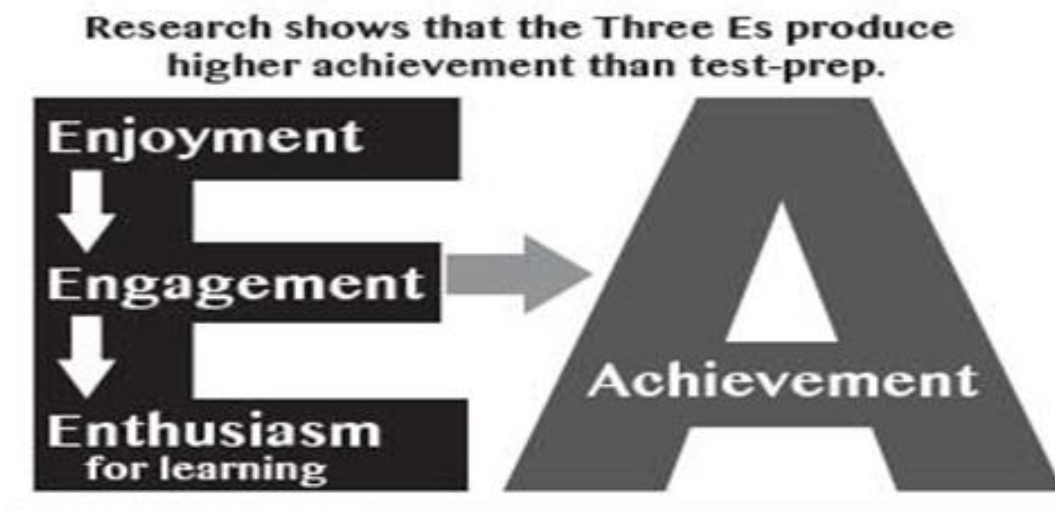 Research shows that the Three Es produce
higher achievement than test-prep.
Enjoyment
Engagement
Enthusiasm
for learning
Achievement